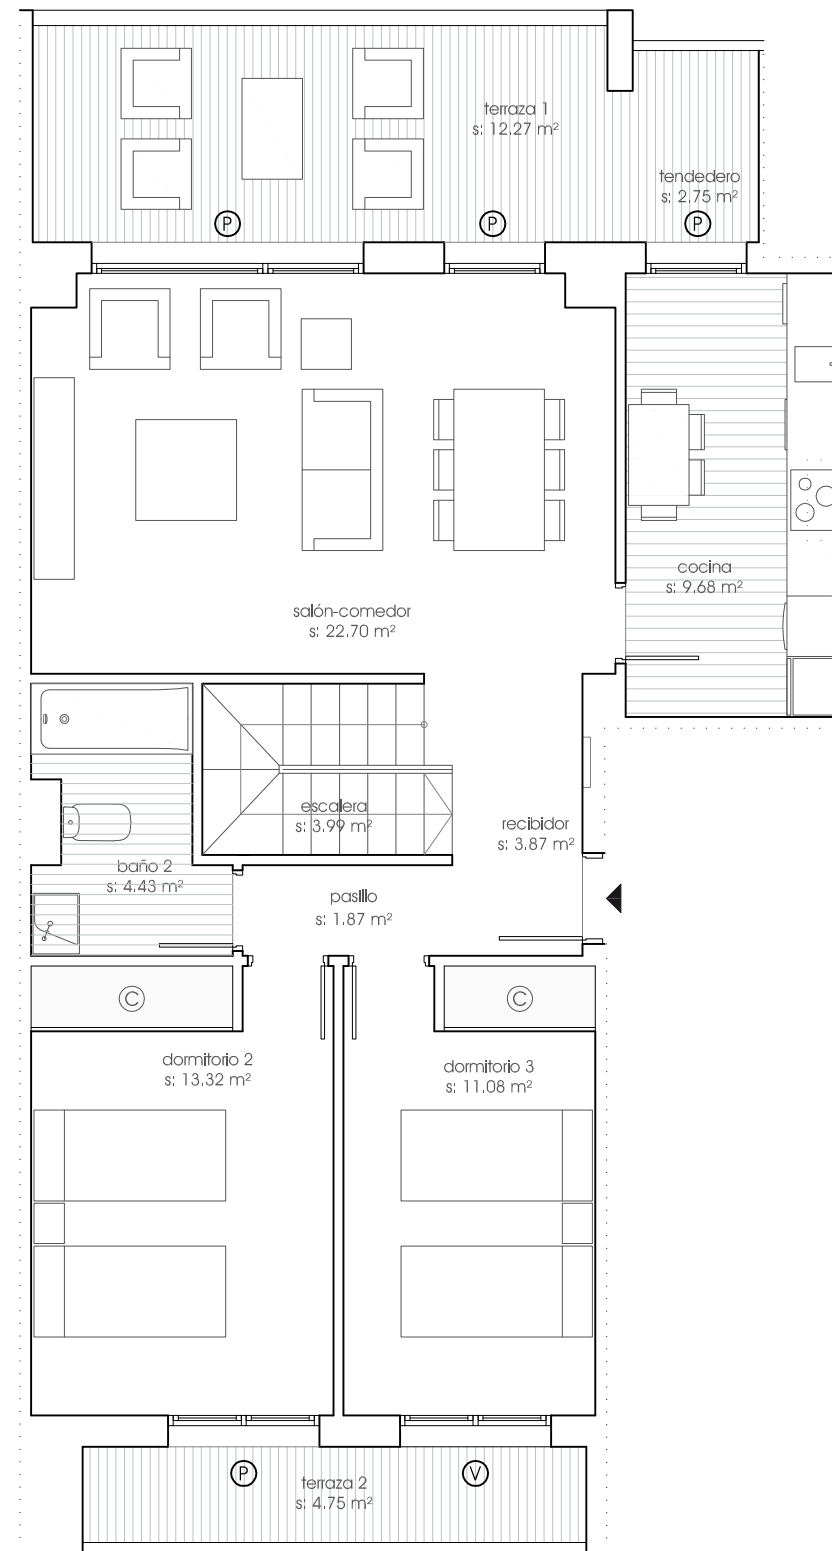 terraza 1
s: 12.27 m²
tendedero
s: 2.75 m²
P
P
P
cocina
s: 9.68 m²
salón-comedor
s: 22.70 m²
escalera
s: 3.99 m²
recibidor
s: 3.87 m²
baño 2
s: 4.43 m²
pasillo
s: 1.87 m²
C
C
dormitorio 2
s: 13.32 m²
dormitorio 3
s: 11.08 m²
P
V
terraza 2
s: 4.75 m²